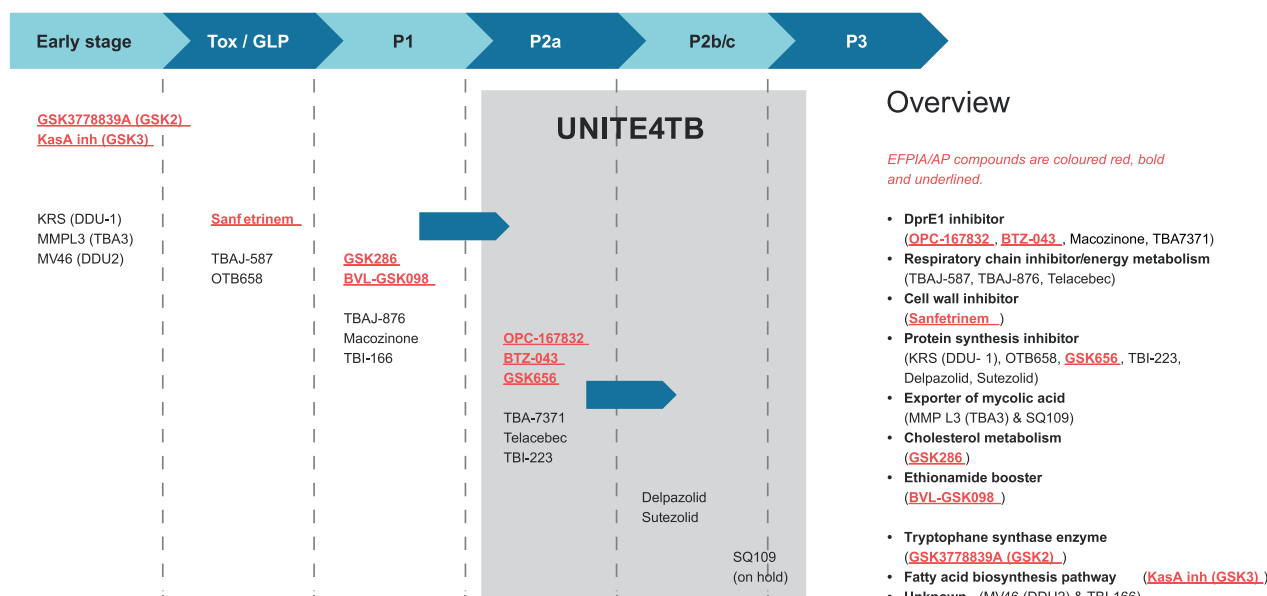 Early stage
Tox / GLP
P1
P2a
P2b/c
P3
UNITE4TB
GSK3778839A (GSK2)
KasA inh (GSK3)
KRS (DDU-1)
MMPL3 (TBA3)
MV46 (DDU2)
Sanfetrinem
TBAJ-587
OTB658
GSK286
BVL-GSK098
TBAJ-876
Macozinone
TBI-166
OPC-167832
BTZ-043
GSK656
TBA-7371
Telacebec
TBI-223
Delpazolid
Sutezolid
SQ109
(on hold)
Overview
EFPIA/AP compounds are coloured red, bold
and underlined.
• DprE1 inhibitor
(OPC-167832 , BTZ-043 , Macozinone, TBA7371)
• Respiratory chain inhibitor/energy metabolism
(TBAJ-587, TBAJ-876, Telacebec)
• Cell wall inhibitor
(Sanfetrinem )
• Protein synthesis inhibitor
(KRS (DDU- 1), OTB658, GSK656 , TBI-223,
Delpazolid, Sutezolid)
• Exporter of mycolic acid
(MMP L3 (TBA3) & SQ109)
• Cholesterol metabolism
(GSK286 )
• Ethionamide booster
(BVL-GSK098 )
• Tryptophane synthase enzyme
(GSK3778839A (GSK2) )
• Fatty acid biosynthesis pathway (KasA inh (GSK3) )
• Unknown (MV46 (DDU2) & TBI-166)